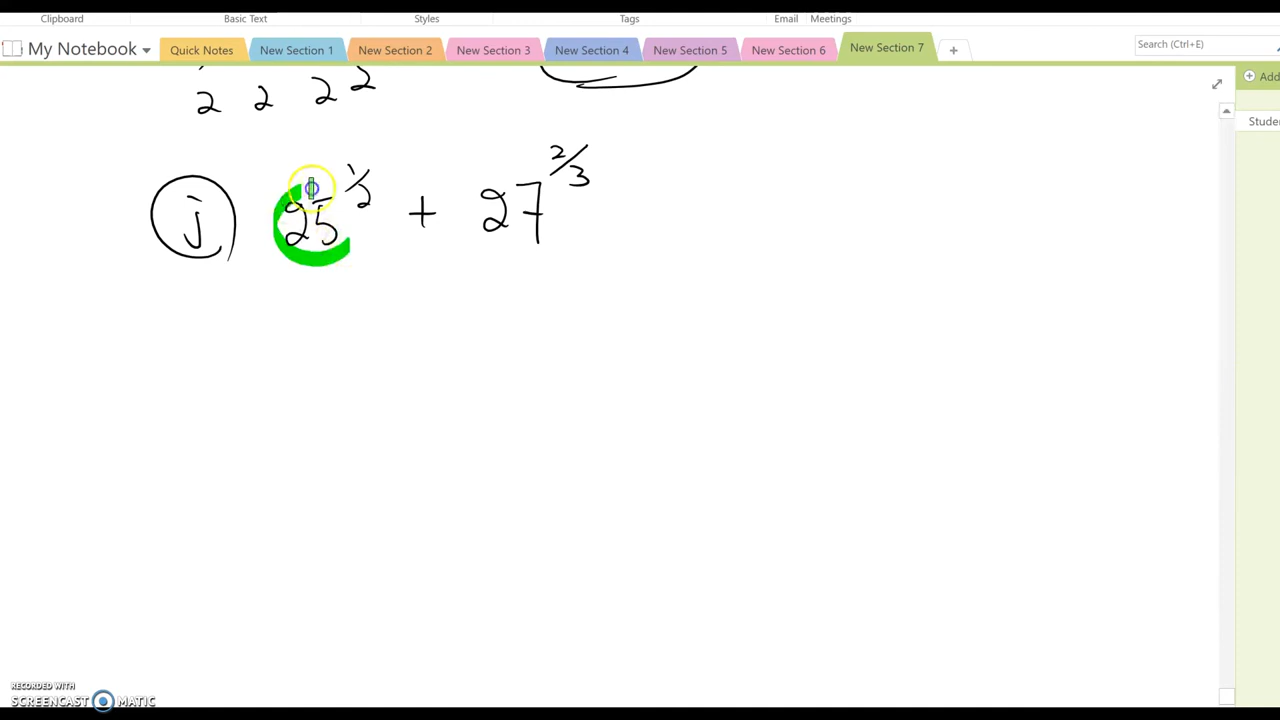 Clipboard Basic Text Styles Tags Email Meetings
My Notebook Quick Notes New Section 1 New Section 2 New Section 3 New Section 4 New Section 5 New Section 6 New Section 7 + Search (Ctrl+E)
Add
Studer
2 2 2 2
j 25^1/2 + 27^2/3
RECORDED WITH
SCREENCAST MATIC